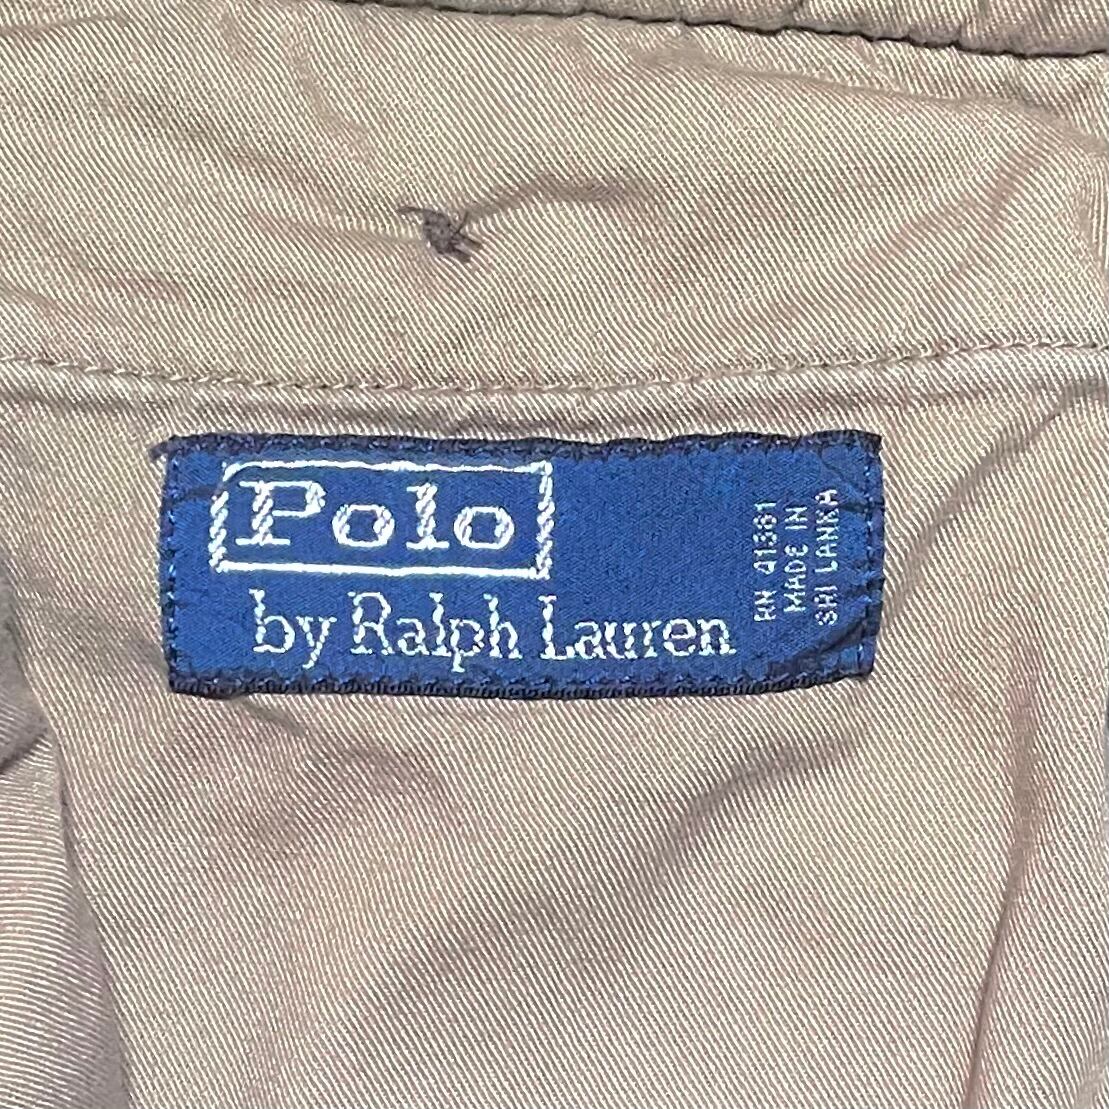 Polo
by Ralph Lauren
RN 41381
MADE IN
SRI LANKA